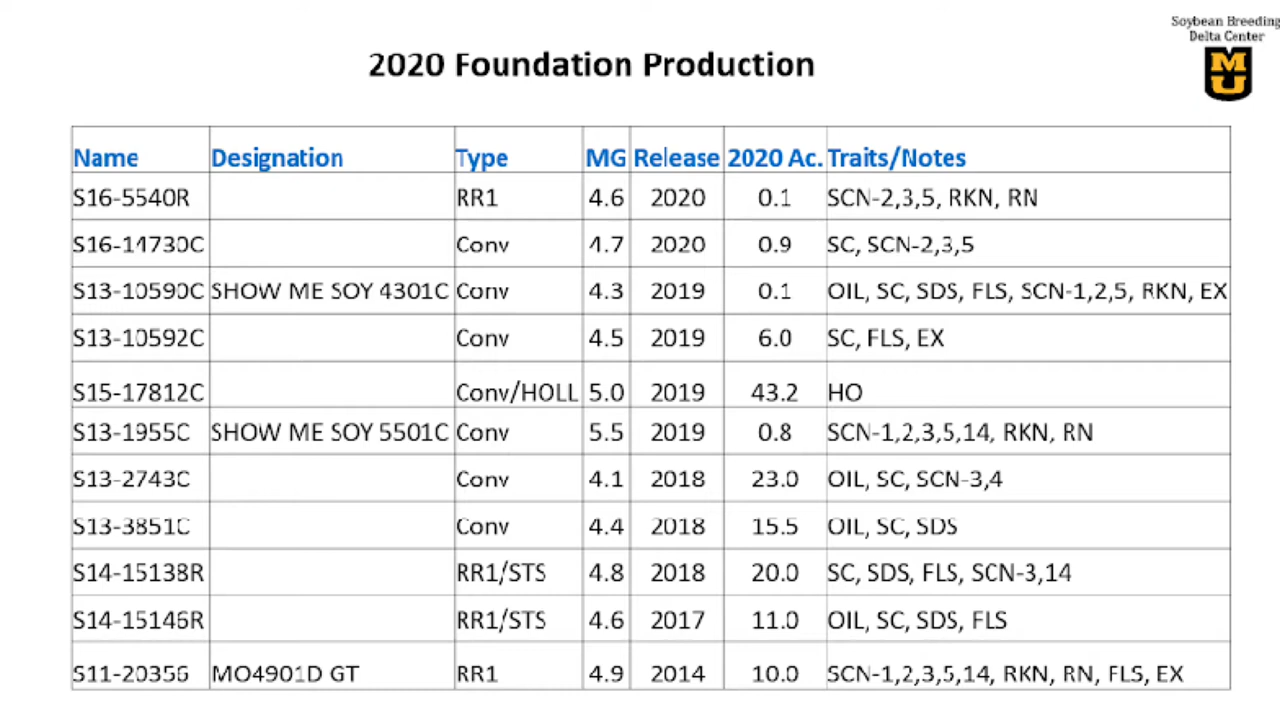 Soybean Breeding
Delta Center
MU
2020 Foundation Production
Name Designation Type MG Release 2020 Ac. Traits/Notes
S16-5540R RR1 4.6 2020 0.1 SCN-2,3,5, RKN, RN
S16-14730C Conv 4.7 2020 0.9 SC, SCN-2,3,5
S13-10590C SHOW ME SOY 4301C Conv 4.3 2019 0.1 OIL, SC, SDS, FLS, SCN-1,2,5, RKN, EX
S13-10592C Conv 4.5 2019 6.0 SC, FLS, EX
S15-17812C Conv/HOLL 5.0 2019 43.2 HO
S13-1955C SHOW ME SOY 5501C Conv 5.5 2019 0.8 SCN-1,2,3,5,14, RKN, RN
S13-2743C Conv 4.1 2018 23.0 OIL, SC, SCN-3,4
S13-3851C Conv 4.4 2018 15.5 OIL, SC, SDS
S14-15138R RR1/STS 4.8 2018 20.0 SC, SDS, FLS, SCN-3,14
S14-15146R RR1/STS 4.6 2017 11.0 OIL, SC, SDS, FLS
S11-20356 MO4901D GT RR1 4.9 2014 10.0 SCN-1,2,3,5,14, RKN, RN, FLS, EX